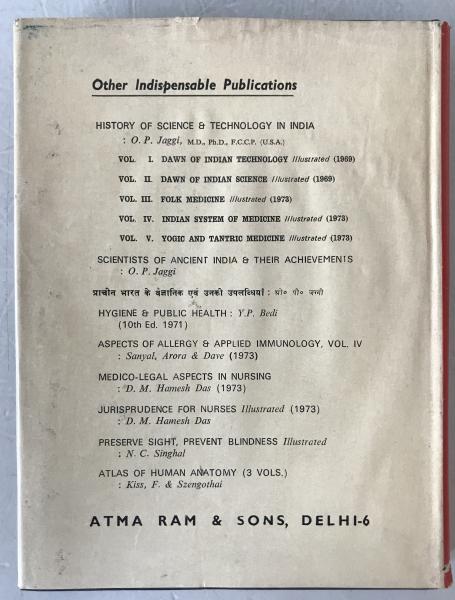 Other Indispensable Publications
HISTORY OF SCIENCE & TECHNOLOGY IN INDIA
: O. P. Jaggi, M.D., Ph.D., F.C.C.P. (U.S.A.)
VOL. I. DAWN OF INDIAN TECHNOLOGY Illustrated (1969)
VOL. II. DAWN OF INDIAN SCIENCE Illustrated (1969)
VOL. III. FOLK MEDICINE Illustrated (1973)
VOL. IV. INDIAN SYSTEM OF MEDICINE Illustrated (1973)
VOL. V. YOGIC AND TANTRIC MEDICINE Illustrated (1973)
SCIENTISTS OF ANCIENT INDIA & THEIR ACHIEVEMENTS
: O. P. Jaggi
प्राचीन भारत के वैज्ञानिक एवं उनकी उपलब्धियां : ओ० पी० जग्गी
HYGIENE & PUBLIC HEALTH : Y.P. Bedi
(10th Ed. 1971)
ASPECTS OF ALLERGY & APPLIED IMMUNOLOGY, VOL. IV
: Sanyal, Arora & Dave (1973)
MEDICO-LEGAL ASPECTS IN NURSING
: D. M. Hamesh Das (1973)
JURISPRUDENCE FOR NURSES Illustrated (1973)
: D. M. Hamesh Das
PRESERVE SIGHT, PREVENT BLINDNESS Illustrated
: N. C. Singhal
ATLAS OF HUMAN ANATOMY (3 VOLS.)
: Kiss, F. & Szengothai
ATMA RAM & SONS, DELHI-6